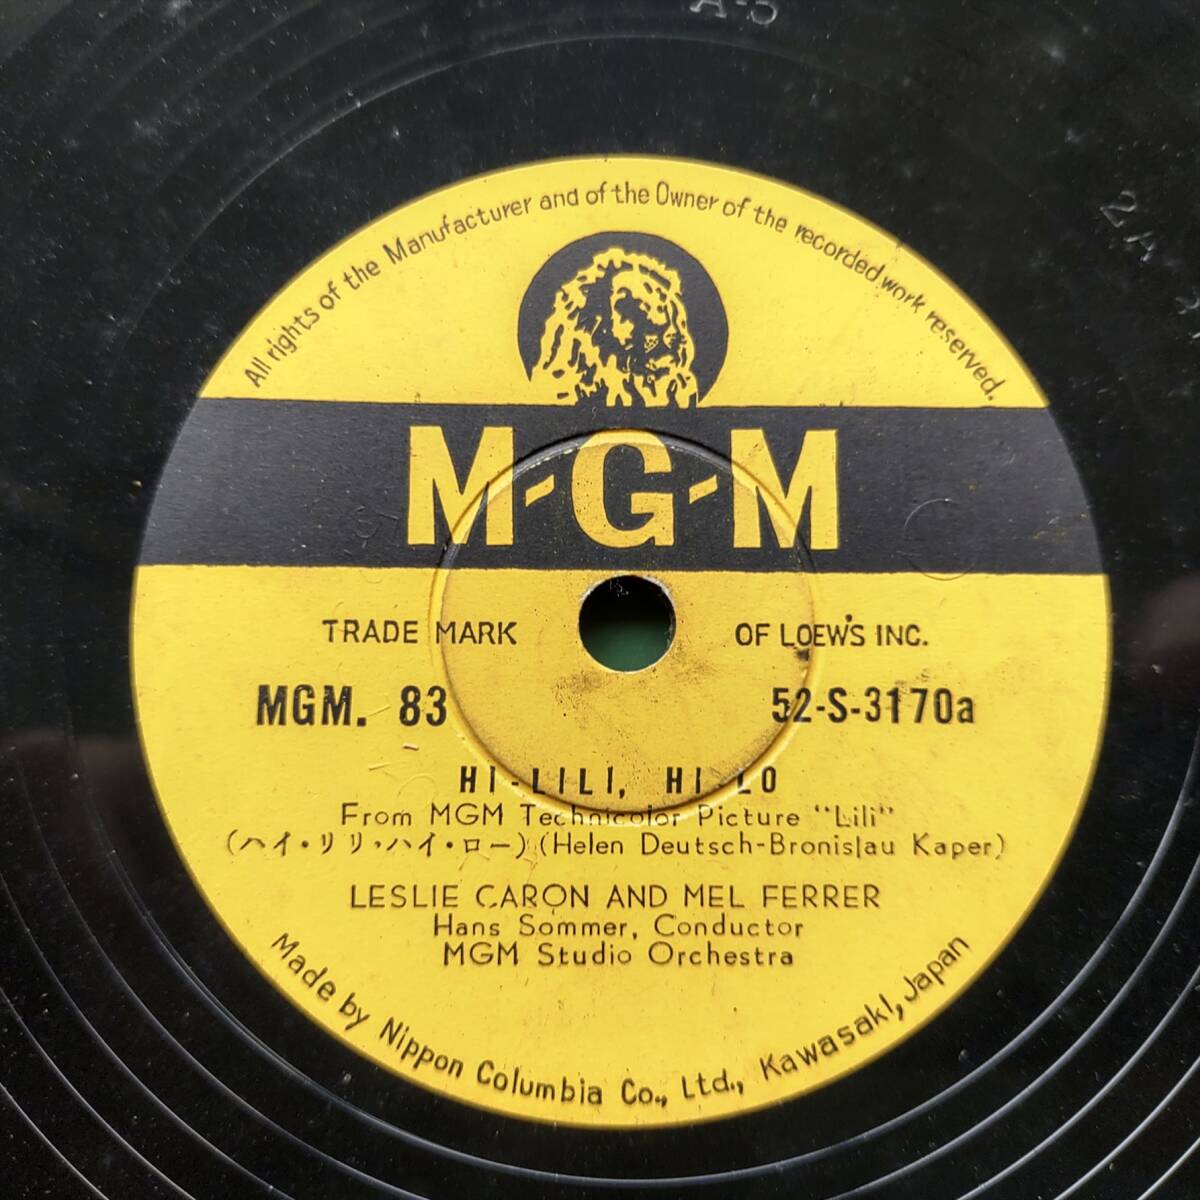 A-5
2A
All rights of the Manufacturer and of the Owner of the recorded work reserved.
M-G-M
TRADE MARK OF LOEW'S INC.
MGM. 83 52-S-3170a
HI-LILI, HI LO
From MGM Technicolor Picture "Lili"
(ハイ・リリ・ハイ・ロー) (Helen Deutsch-Bronislau Kaper)
LESLIE CARON AND MEL FERRER
Hans Sommer, Conductor
MGM Studio Orchestra
Made by Nippon Columbia Co., Ltd., Kawasaki, Japan